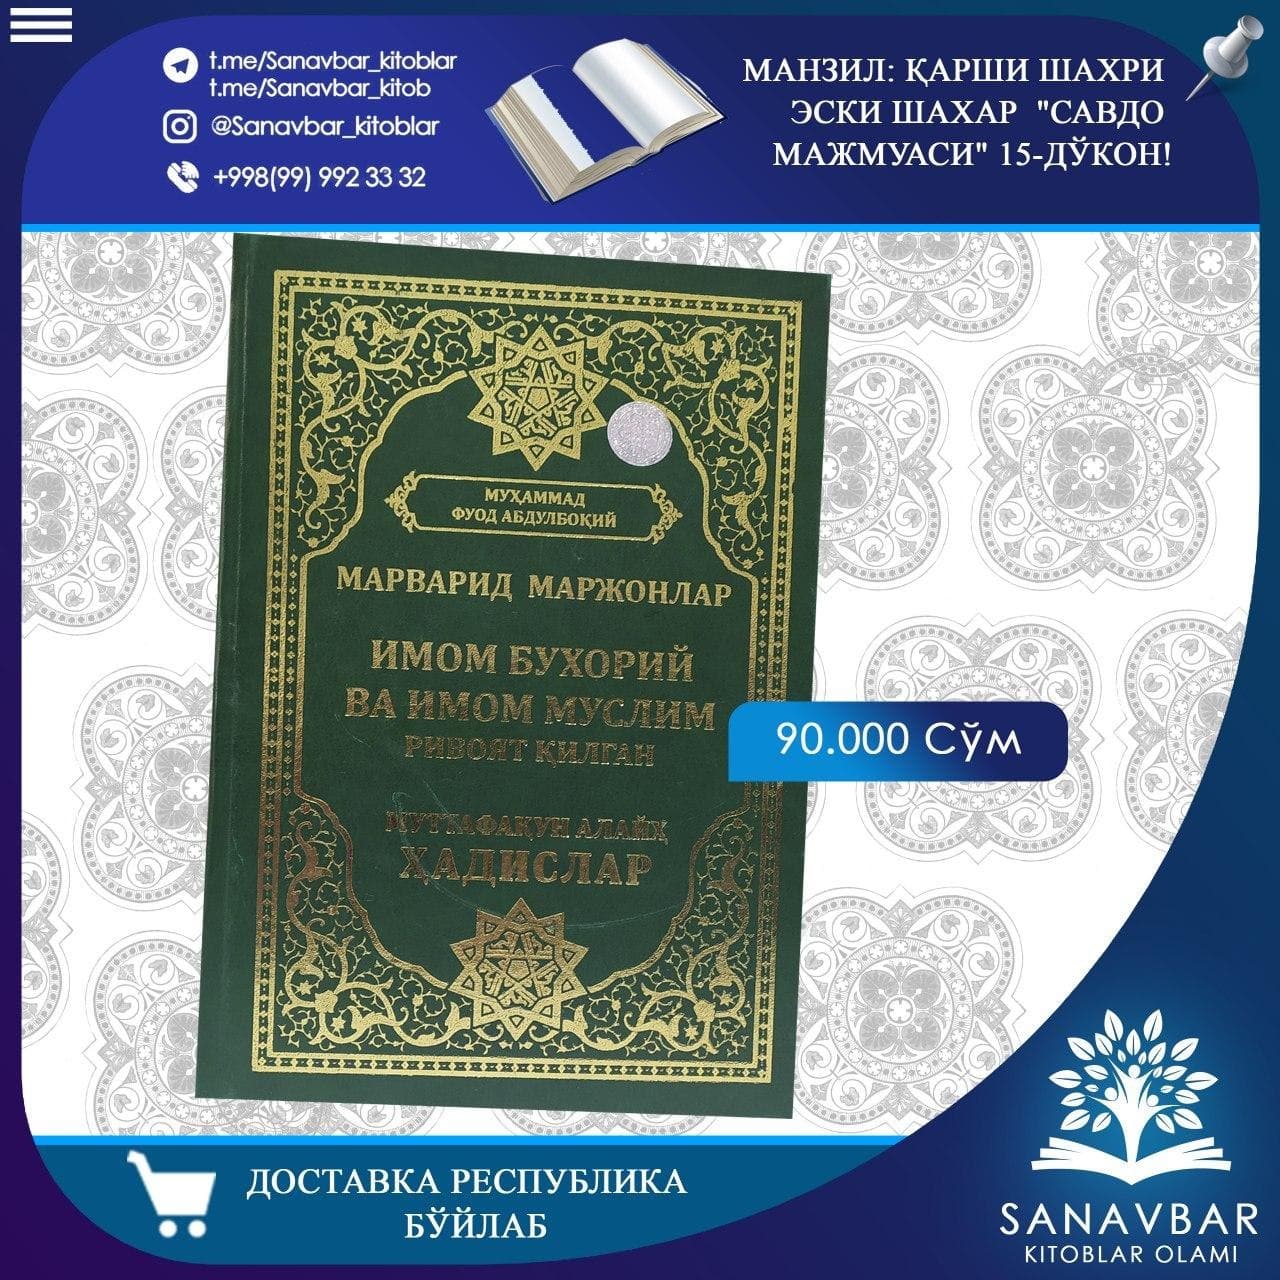 t.me/Sanavbar_kitoblar
t.me/Sanavbar_kitob
@Sanavbar_kitoblar
+998(99) 992 33 32
МАНЗИЛ: ҚАРШИ ШАХРИ
ЭСКИ ШАХАР "САВДО
МАЖМУАСИ" 15-ДЎКОН!
МУҲАММАД
ФУОД АБДУЛБОҚИЙ
МАРВАРИД МАРЖОНЛАР
ИМОМ БУХОРИЙ
ВА ИМОМ МУСЛИМ
РИВОЯТ ҚИЛГАН
МУТТАФАҚУН АЛАЙҲ
ҲАДИСЛАР
90.000 Сўм
ДОСТАВКА РЕСПУБЛИКА
БЎЙЛАБ
SANAVBAR
KITOBLAR OLAMI